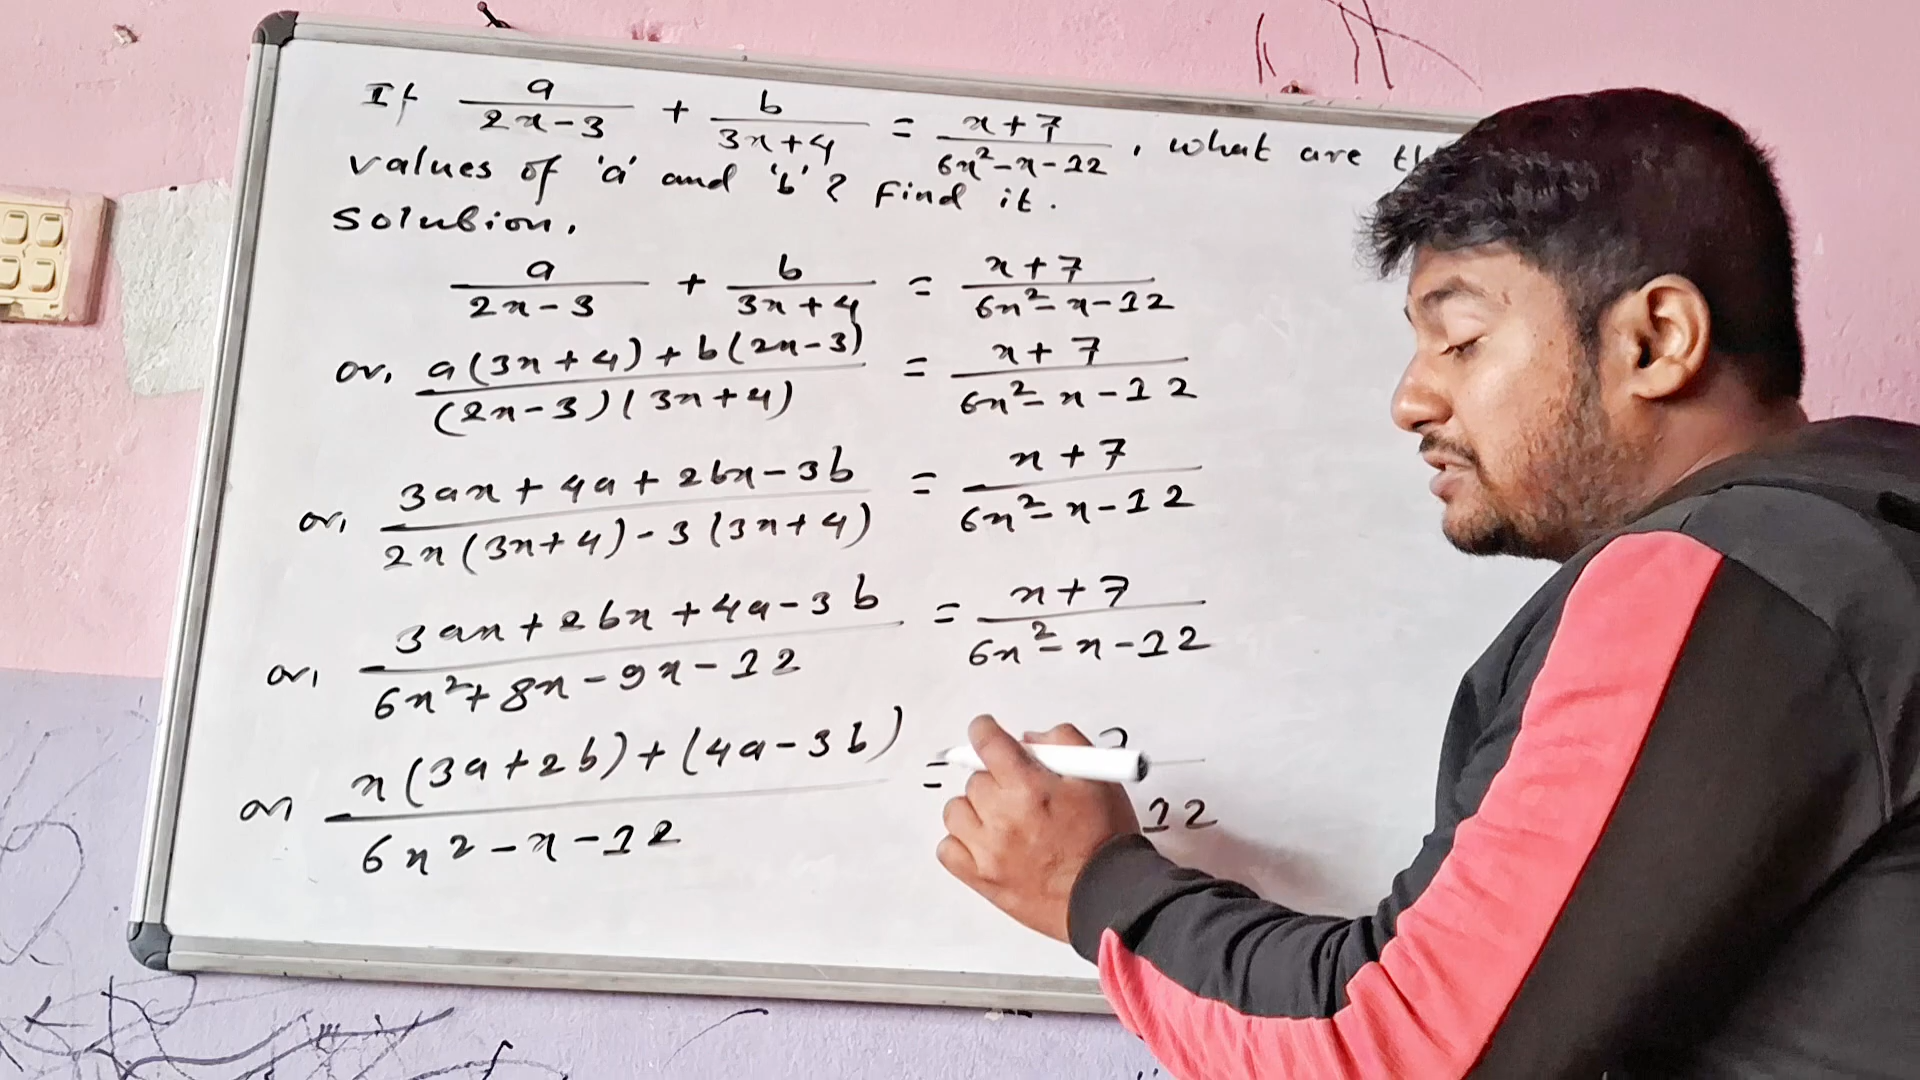 If a/(2x-3) + b/(3x+4) = (x+7)/(6x²-x-12), what are
values of 'a' and 'b'? Find it.
Solution,
a/(2x-3) + b/(3x+4) = (x+7)/(6x²-x-12)
or, (a(3x+4)+b(2x-3))/((2x-3)(3x+4)) = (x+7)/(6x²-x-12)
or, (3ax+4a+2bx-3b)/(2x(3x+4)-3(3x+4)) = (x+7)/(6x²-x-12)
or, (3ax+2bx+4a-3b)/(6x²+8x-9x-12) = (x+7)/(6x²-x-12)
or (x(3a+2b)+(4a-3b))/(6x²-x-12) = 12